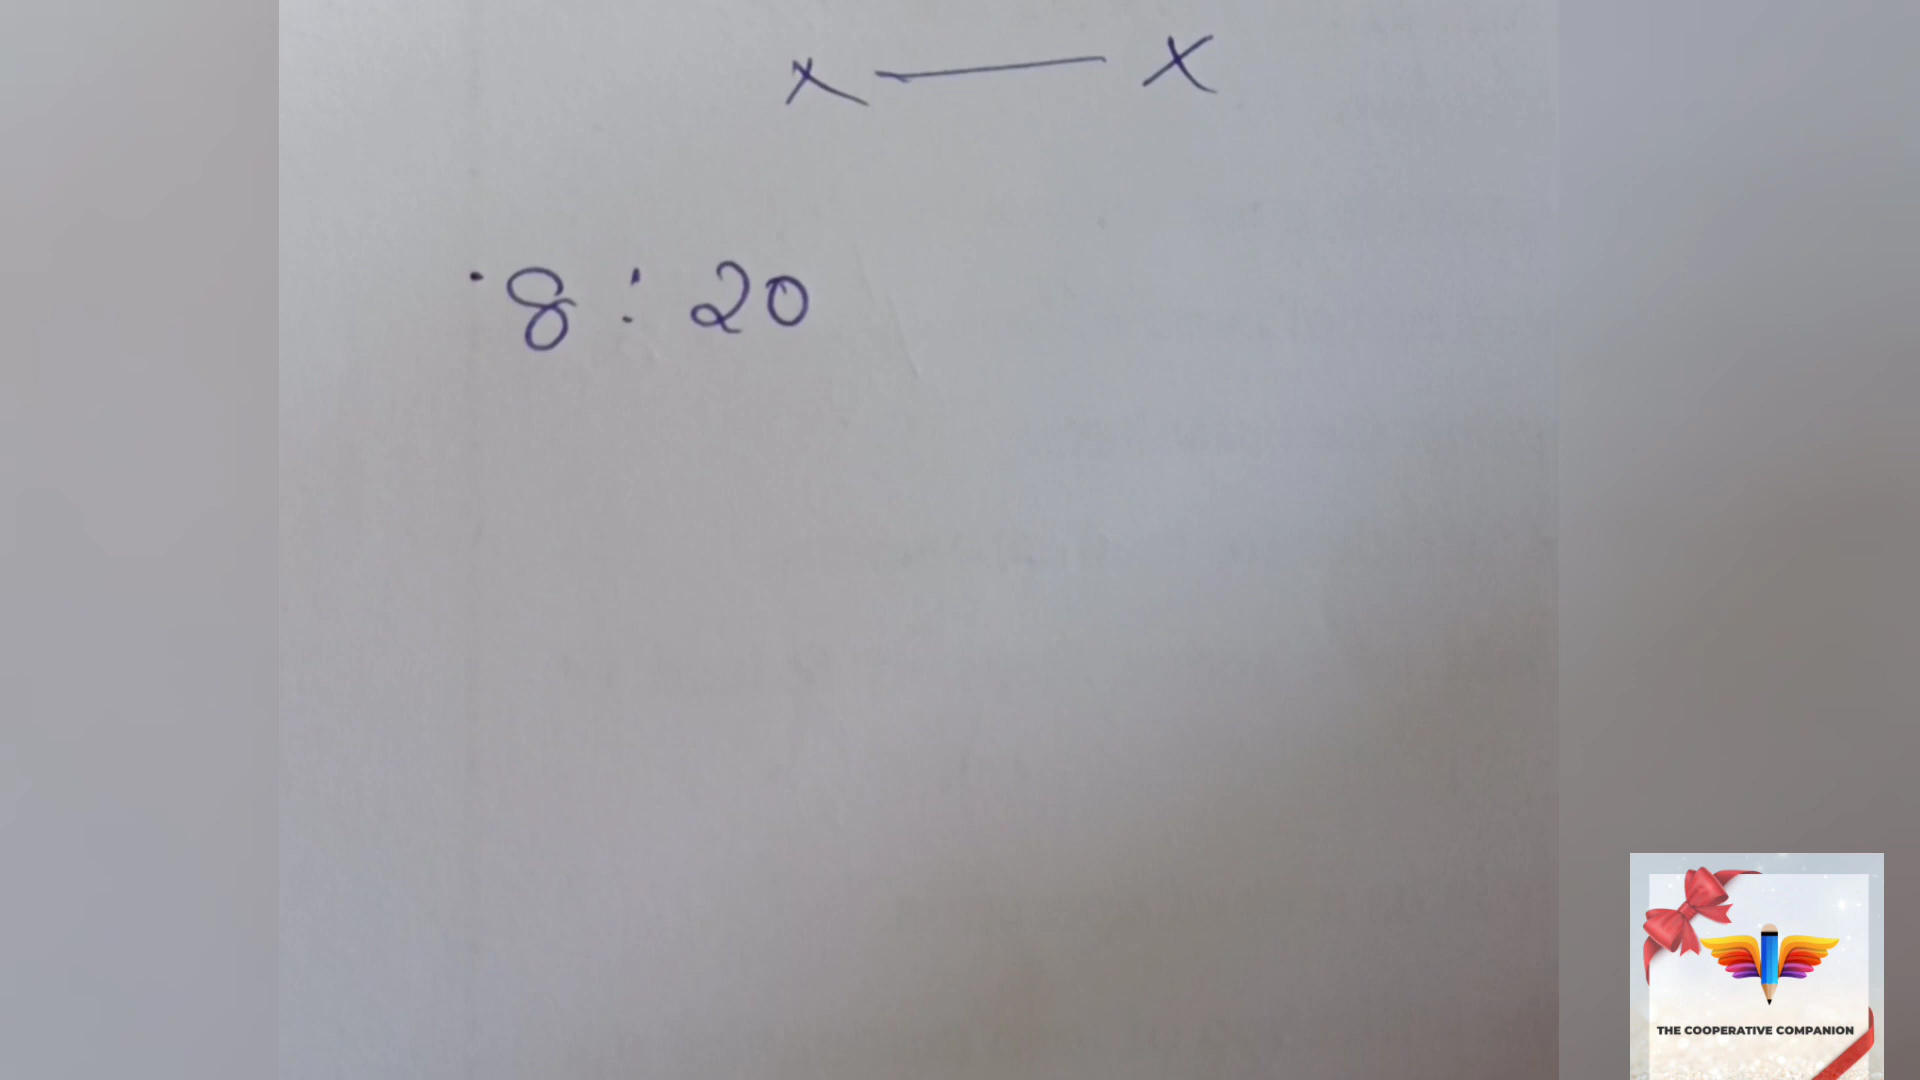 x — x
8 : 20
THE COOPERATIVE COMPANION